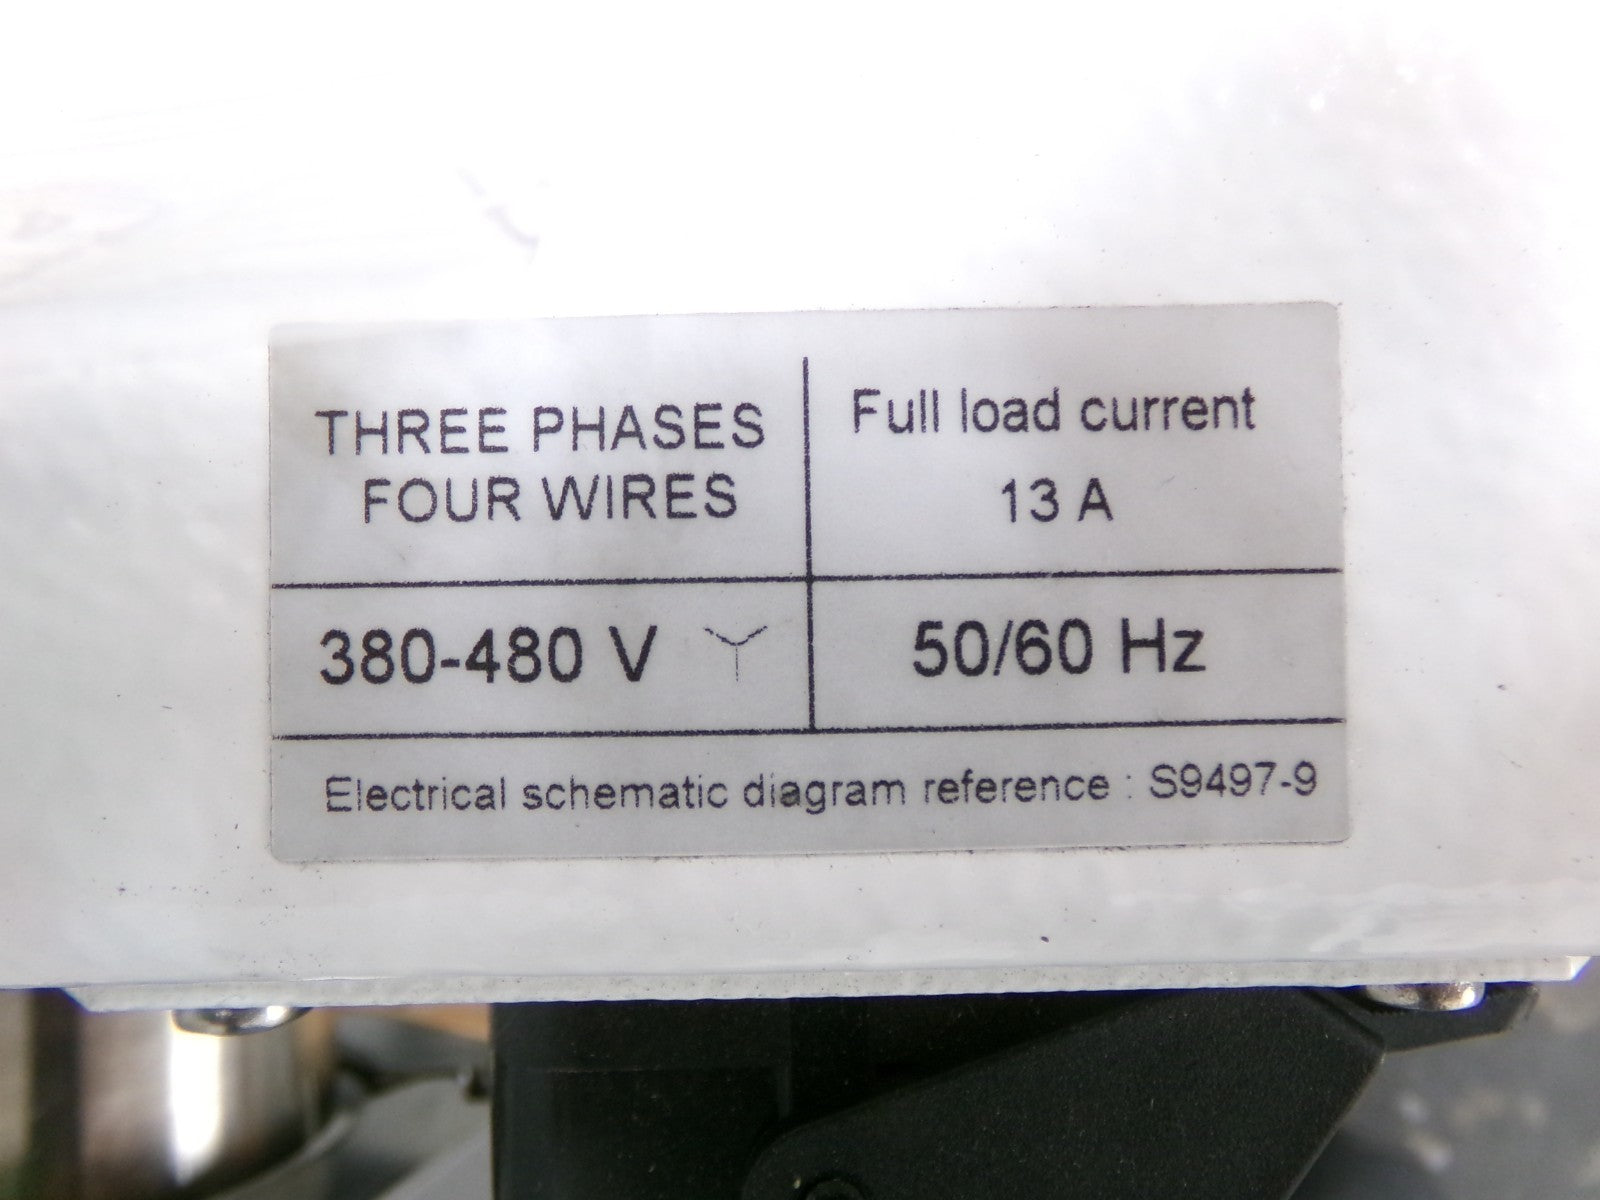 THREE PHASES
FOUR WIRES
Full load current
13 A
380-480 V
50/60 Hz
Electrical schematic diagram reference : S9497-9